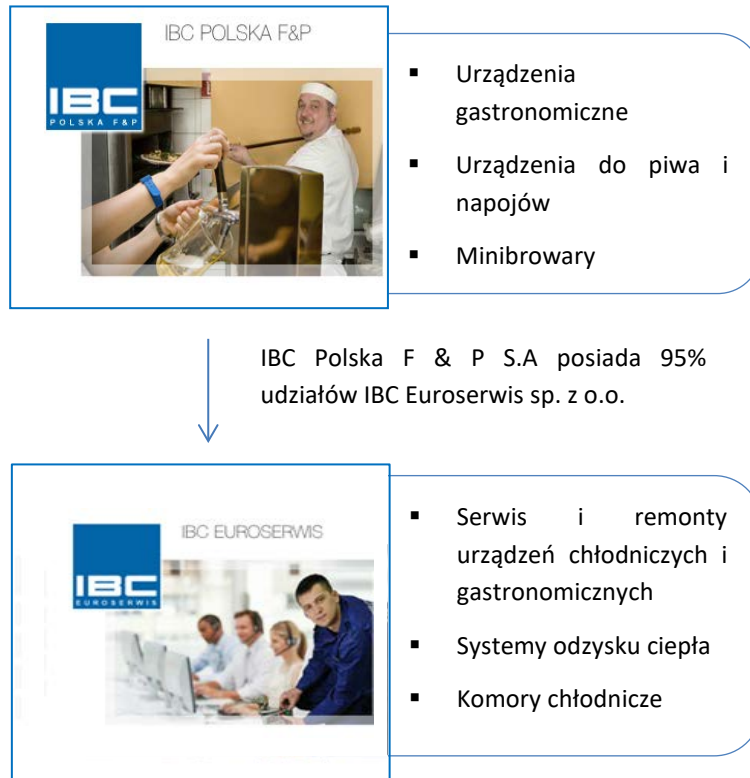 IBC POLSKA F&P
IBC
POLSKA F&P
▪ Urządzenia
gastronomiczne
▪ Urządzenia do piwa i
napojów
▪ Minibrowary
IBC Polska F & P S.A posiada 95%
udziałów IBC Euroserwis sp. z o.o.
IBC EUROSERWIS
IBC
EUROSERWIS
▪ Serwis i remonty
urządzeń chłodniczych i
gastronomicznych
▪ Systemy odzysku ciepła
▪ Komory chłodnicze